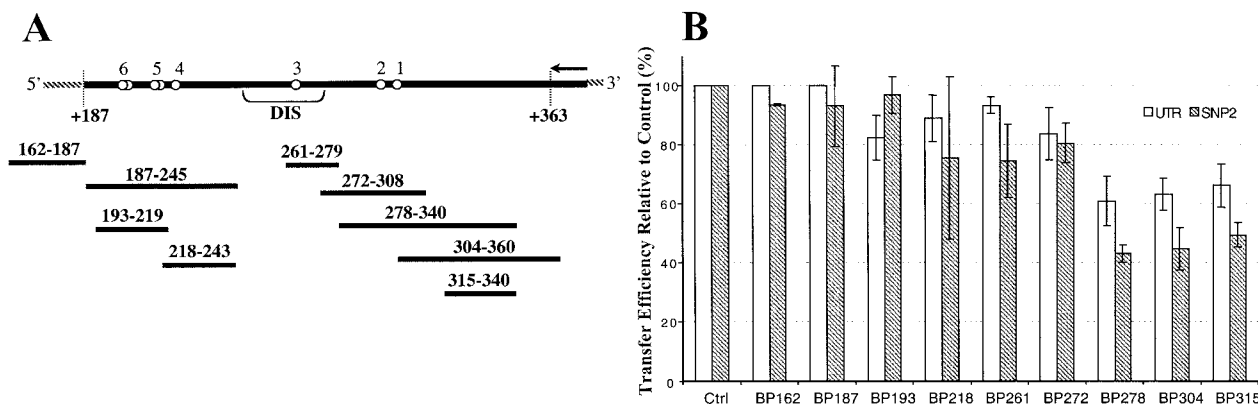 A
6 5 4 3 2 1
5' 3'
DIS
+187 +363
162-187
261-279
187-245
272-308
193-219
278-340
218-243
304-360
315-340
B
Transfer Efficiency Relative to Control (%)
100
80
60
40
20
0
UTR SNP2
Ctrl BP162 BP187 BP193 BP218 BP261 BP272 BP278 BP304 BP315